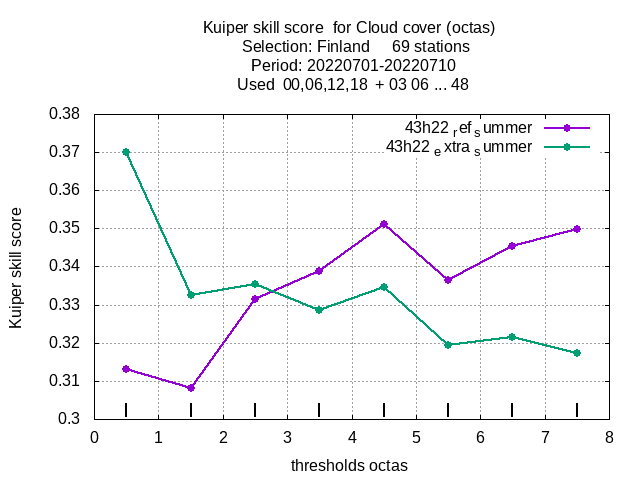 Kuiper skill score  for Cloud cover (octas)
Selection: Finland     69 stations
Period: 20220701-20220710
Used  00,06,12,18  + 03 06 ... 48
43h22 ref summer
43h22 extra summer
0.38
0.37
0.36
0.35
0.34
0.33
0.32
0.31
0.3
Kuiper skill score
0 1 2 3 4 5 6 7 8
thresholds octas